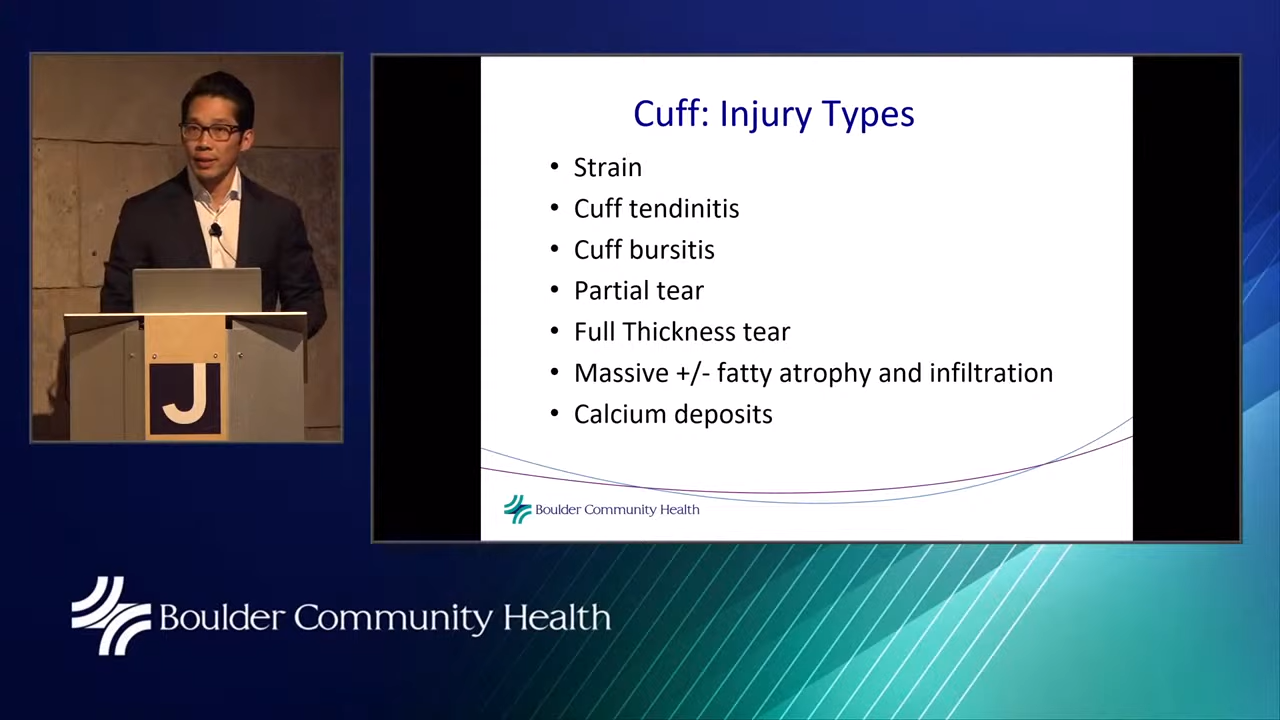 Cuff: Injury Types
• Strain
• Cuff tendinitis
• Cuff bursitis
• Partial tear
• Full Thickness tear
• Massive +/- fatty atrophy and infiltration
• Calcium deposits
Boulder Community Health
J
Boulder Community Health